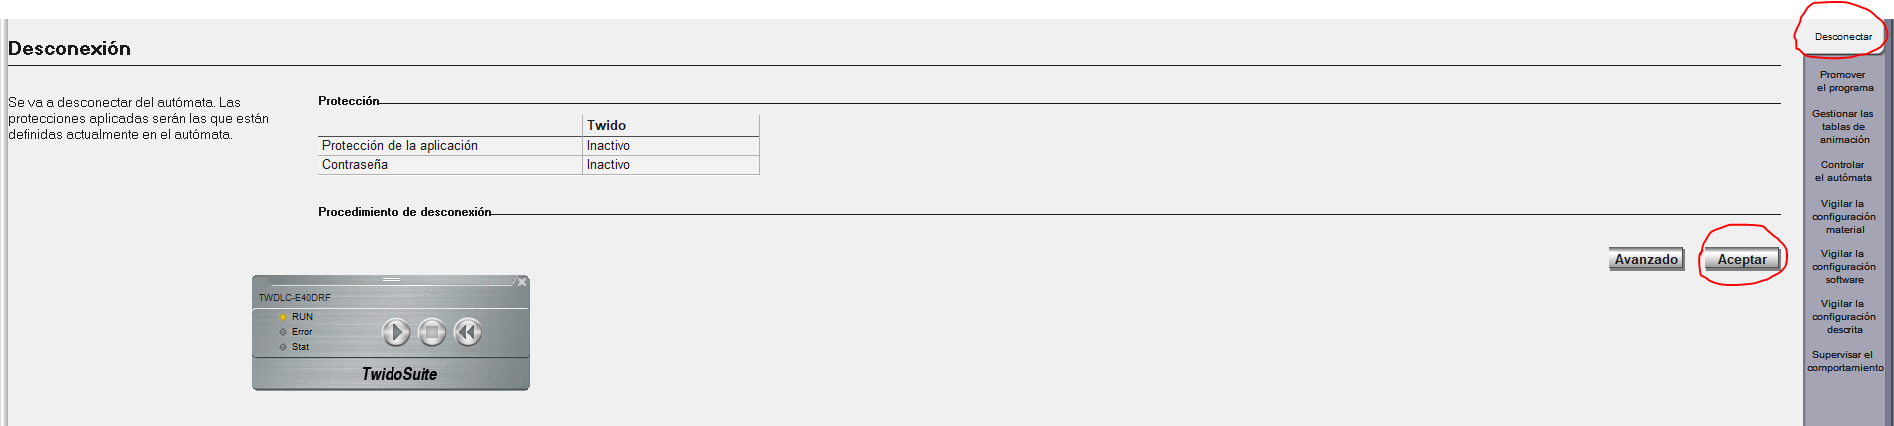 Desconexión
Se va a desconectar del autómata. Las
protecciones aplicadas serán las que están
definidas actualmente en el autómata.
Protección
Twido
Protección de la aplicación Inactivo
Contraseña Inactivo
Procedimiento de desconexión
Avanzado Aceptar
TWDLC-E40DRF
RUN
Error
Stat
TwidoSuite
Desconectar
Promover
el programa
Gestionar las
tablas de
animación
Controlar
el autómata
Vigilar la
configuración
material
Vigilar la
configuración
software
Vigilar la
configuración
descrita
Supervisar el
comportamiento